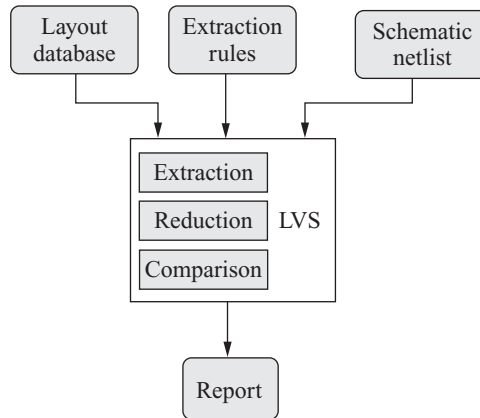 Layout
database
Extraction
rules
Schematic
netlist
Extraction
Reduction
LVS
Comparison
Report